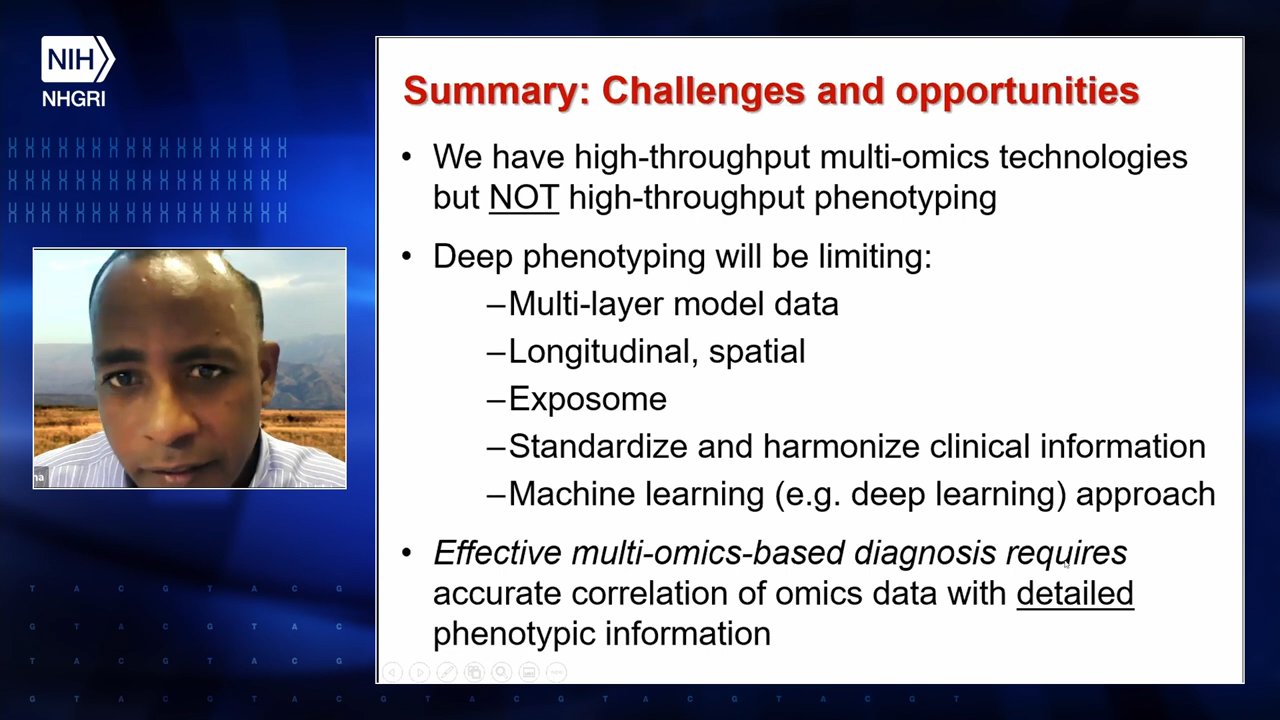 NIH
NHGRI
Summary: Challenges and opportunities
• We have high-throughput multi-omics technologies
but NOT high-throughput phenotyping
• Deep phenotyping will be limiting:
–Multi-layer model data
–Longitudinal, spatial
–Exposome
–Standardize and harmonize clinical information
–Machine learning (e.g. deep learning) approach
• Effective multi-omics-based diagnosis requires
accurate correlation of omics data with detailed
phenotypic information
na
T A C G T A C G
G T A C G T A C
T A C G T A C G
G T A C G T A C G T A C G T A C G T A C G T